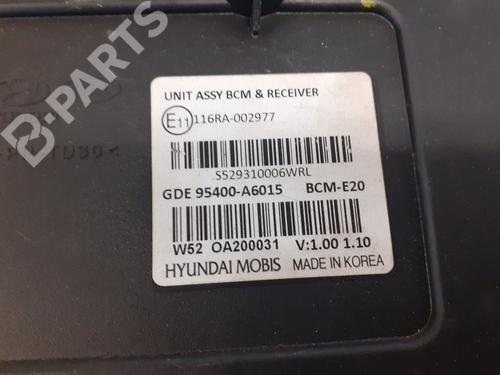 B-PARTS
UNIT ASSY BCM & RECEIVER
E11 116RA-002977
S529310006WRL
GDE 95400-A6015 BCM-E20
W52 OA200031 V:1.00 1.10
HYUNDAI MOBIS MADE IN KOREA